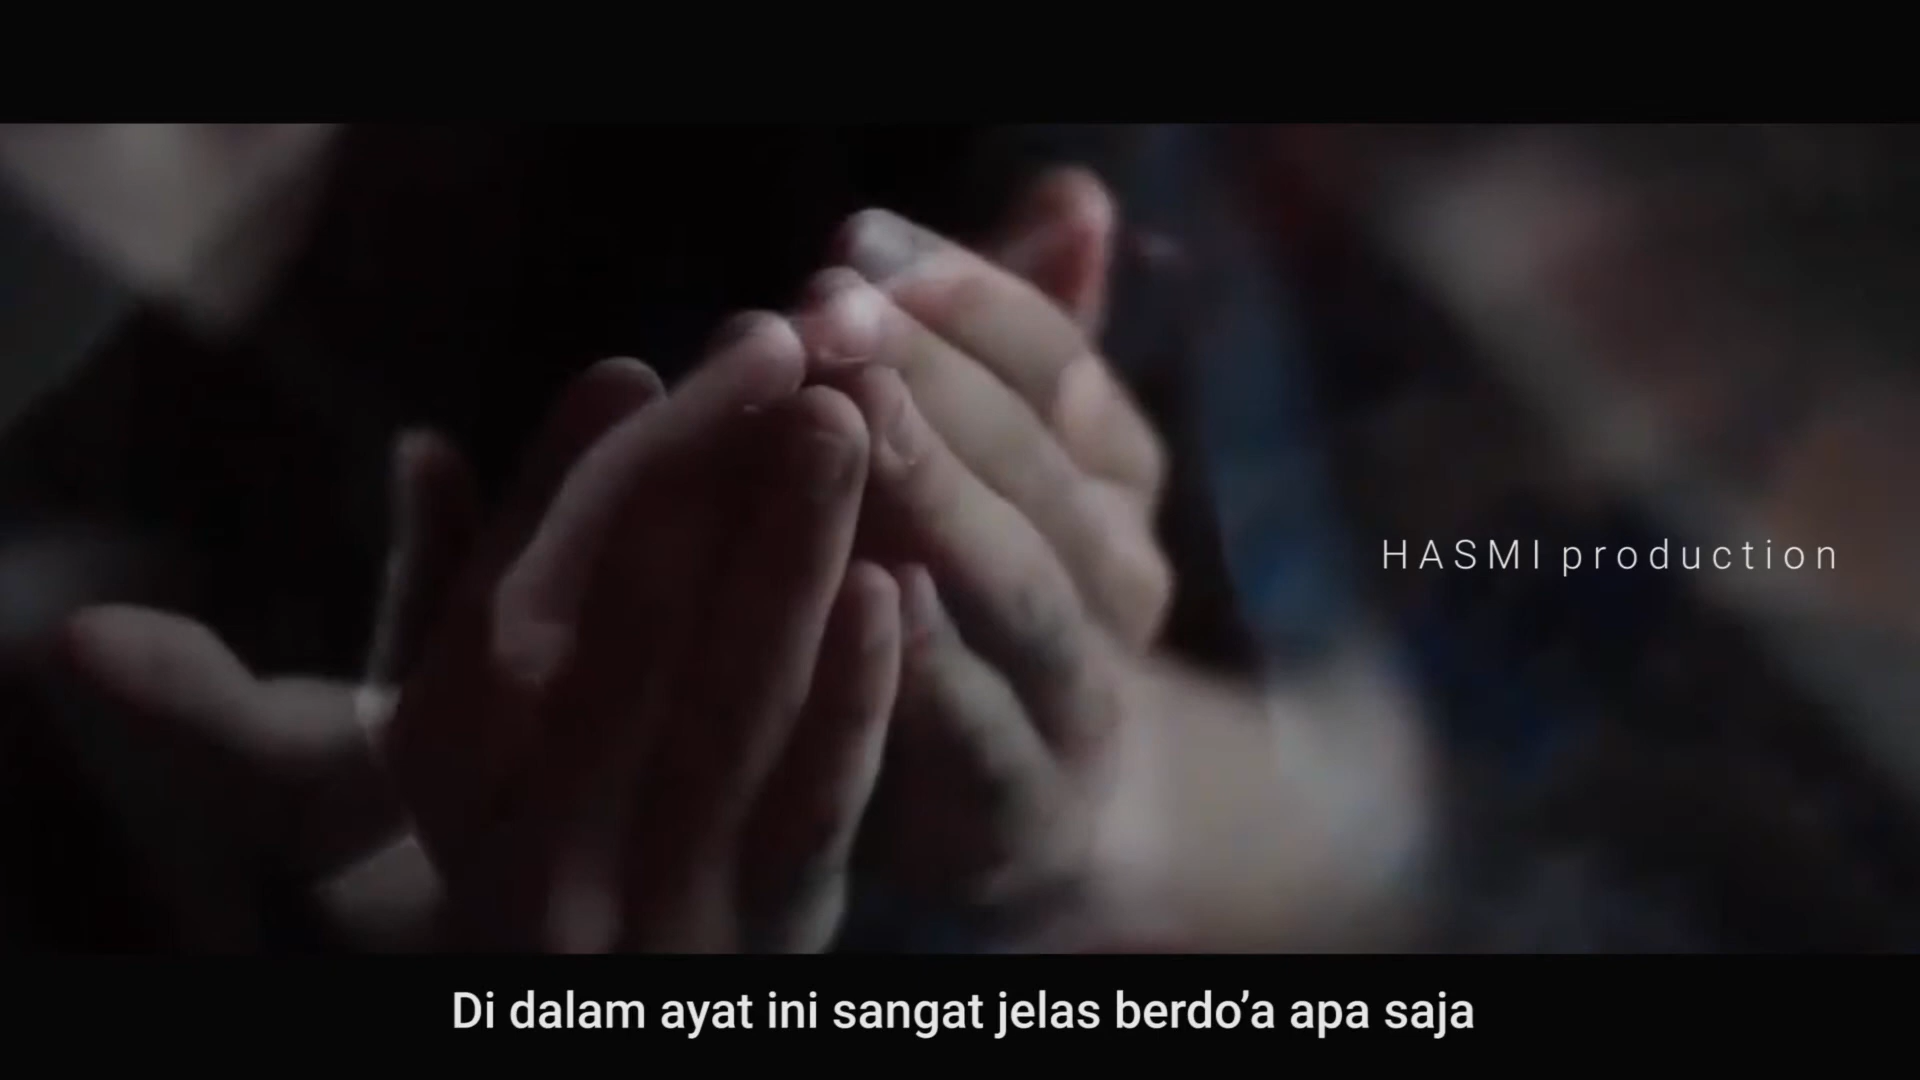 HASMI production
Di dalam ayat ini sangat jelas berdo’a apa saja